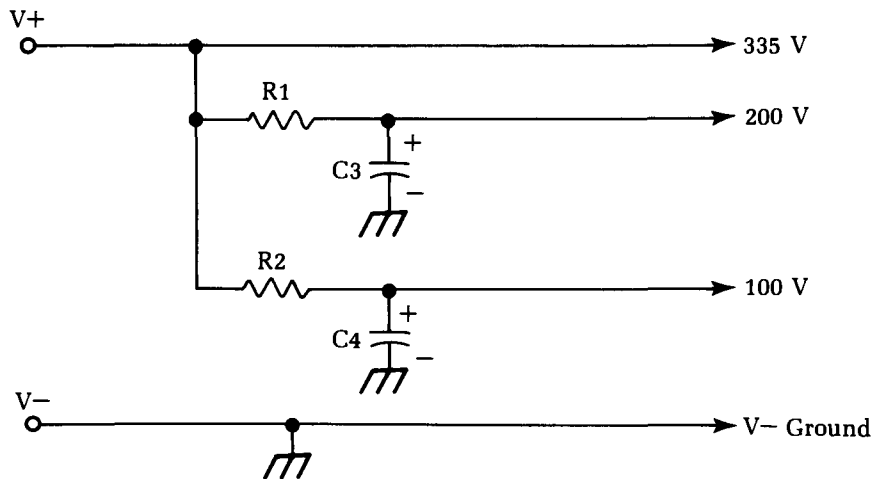 V+
335 V
R1
200 V
+
C3
−
R2
100 V
+
C4
−
V−
V− Ground